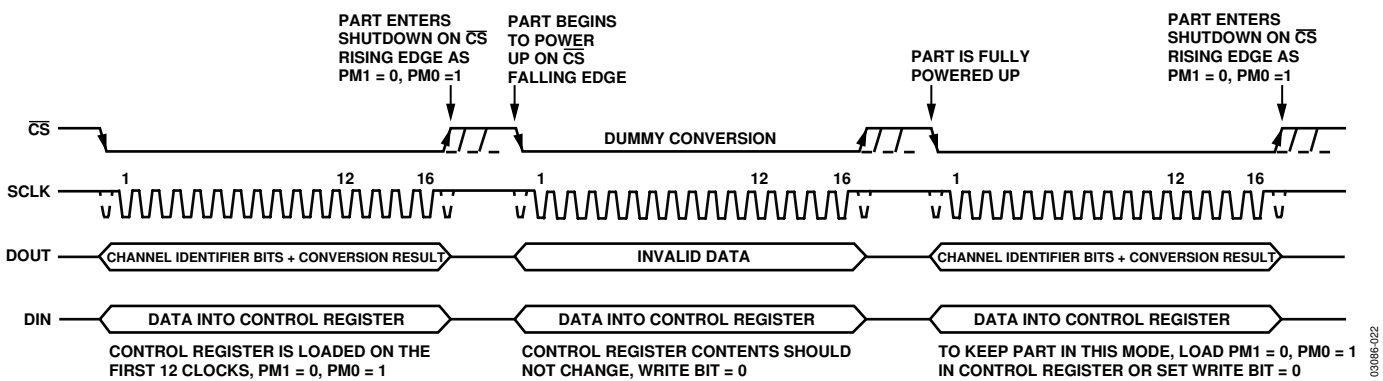 PART ENTERS
SHUTDOWN ON C̅S̅
RISING EDGE AS
PM1 = 0, PM0 =1
PART BEGINS
TO POWER
UP ON C̅S̅
FALLING EDGE
PART IS FULLY
POWERED UP
PART ENTERS
SHUTDOWN ON C̅S̅
RISING EDGE AS
PM1 = 0, PM0 =1
C̅S̅
DUMMY CONVERSION
SCLK
1 12 16
1 12 16
1 12 16
DOUT
CHANNEL IDENTIFIER BITS + CONVERSION RESULT
INVALID DATA
CHANNEL IDENTIFIER BITS + CONVERSION RESULT
DIN
DATA INTO CONTROL REGISTER
DATA INTO CONTROL REGISTER
DATA INTO CONTROL REGISTER
CONTROL REGISTER IS LOADED ON THE
FIRST 12 CLOCKS, PM1 = 0, PM0 = 1
CONTROL REGISTER CONTENTS SHOULD
NOT CHANGE, WRITE BIT = 0
TO KEEP PART IN THIS MODE, LOAD PM1 = 0, PM0 = 1
IN CONTROL REGISTER OR SET WRITE BIT = 0
03086-022